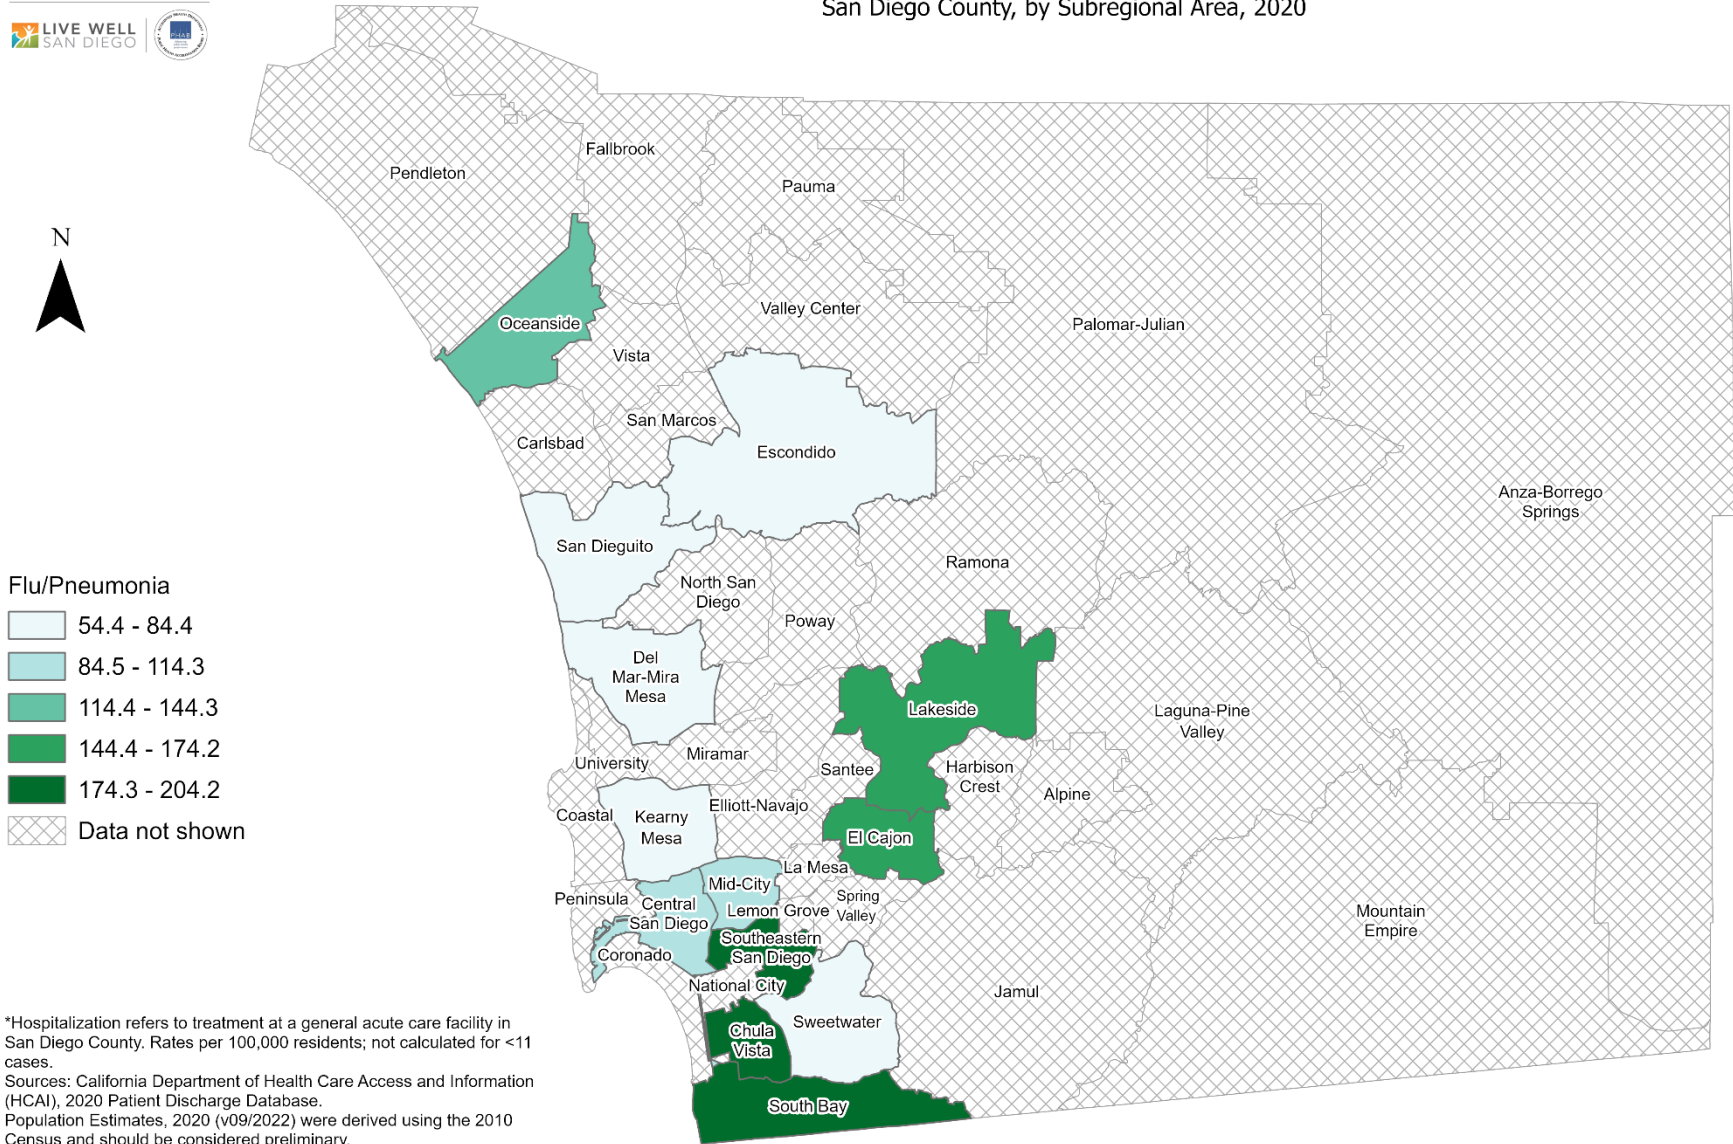 San Diego County, by Subregional Area, 2020
LIVE WELL
SAN DIEGO
PHAB
N
Pendleton
Fallbrook
Pauma
Oceanside
Vista
Valley Center
Palomar-Julian
San Marcos
Carlsbad
Escondido
Anza-Borrego
Springs
San Dieguito
North San
Diego
Ramona
Poway
Del
Mar-Mira
Mesa
Lakeside
Laguna-Pine
Valley
University
Miramar
Santee
Harbison
Crest
Alpine
Coastal
Kearny
Mesa
Elliott-Navajo
El Cajon
La Mesa
Mid-City
Peninsula
Central
San Diego
Lemon Grove
Spring
Valley
Mountain
Empire
Southeastern
San Diego
Coronado
National City
Jamul
Sweetwater
Chula
Vista
South Bay
Flu/Pneumonia
54.4 - 84.4
84.5 - 114.3
114.4 - 144.3
144.4 - 174.2
174.3 - 204.2
Data not shown
*Hospitalization refers to treatment at a general acute care facility in
San Diego County. Rates per 100,000 residents; not calculated for <11
cases.
Sources: California Department of Health Care Access and Information
(HCAI), 2020 Patient Discharge Database.
Population Estimates, 2020 (v09/2022) were derived using the 2010
Census and should be considered preliminary.